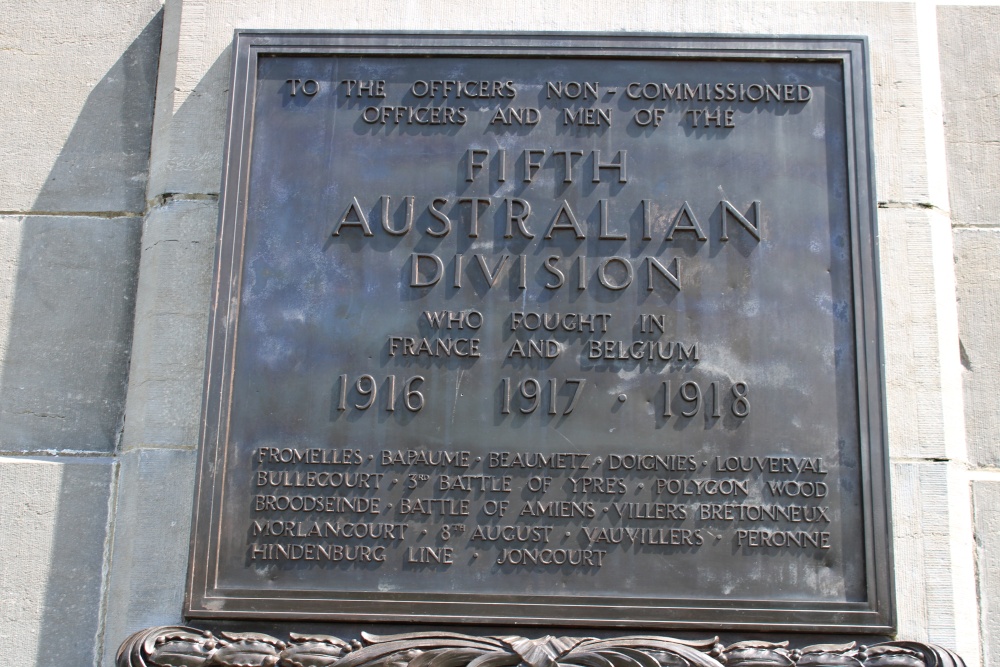 TO THE OFFICERS NON - COMMISSIONED
OFFICERS AND MEN OF THE
FIFTH
AUSTRALIAN
DIVISION
WHO FOUGHT IN
FRANCE AND BELGIUM
1916 1917 · 1918
FROMELLES · BAPAUME · BEAUMETZ · DOIGNIES · LOUVERVAL
BULLECOURT · 3RD BATTLE OF YPRES · POLYGON WOOD
BROODSEINDE · BATTLE OF AMIENS · VILLERS BRETONNEUX
MORLANCOURT · 8TH AUGUST · VAUVILLERS · PERONNE
HINDENBURG LINE · JONCOURT